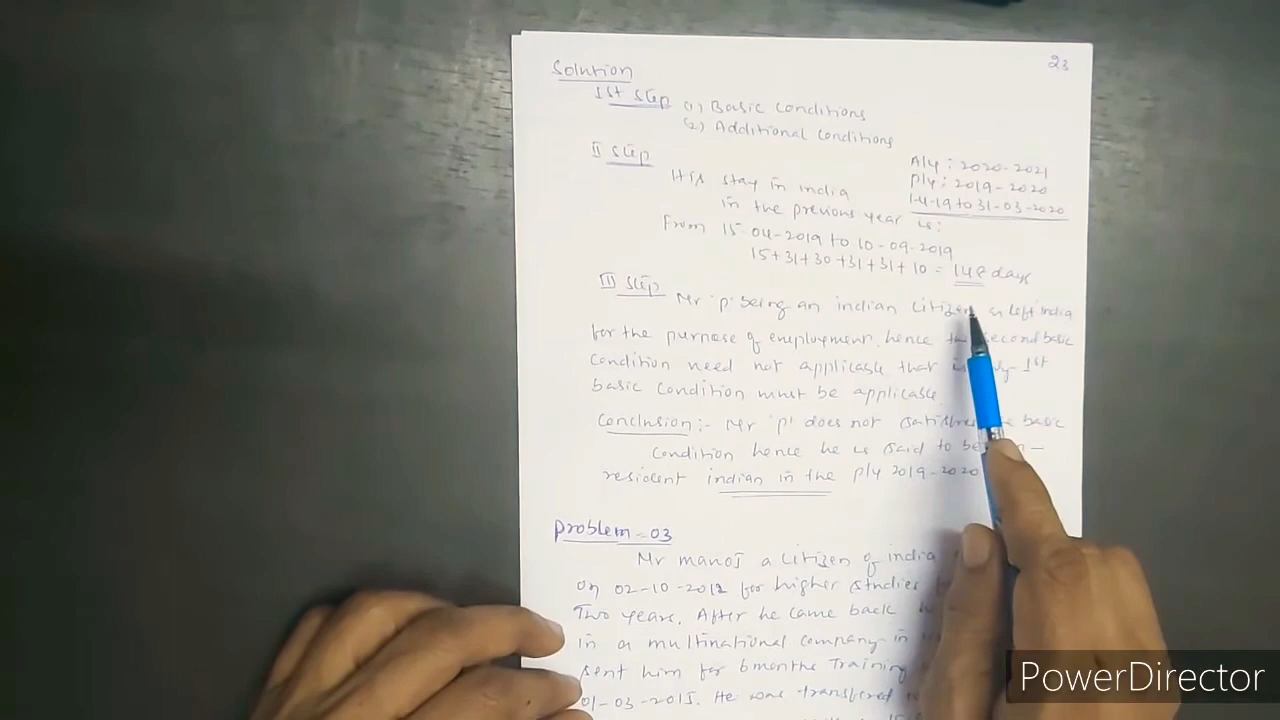 23
Solution
Ist Step (1) Basic Conditions
(2) Additional Conditions
A/y : 2020-2021
P/y : 2019-2020
1-4-19 to 31-03-2020
II Step
His stay in india
in the previous year is:
From 15-04-2019 to 10-09-2019
15+31+30+31+31+10 = 148 days
III Step
Mr 'p' being an indian citizen left india
for the purpose of employment, hence second basic
condition need not applicable that 1st
basic condition must be applicable.
Conclusion:- Mr 'p' does not basic
Condition hence he is said to be
resident indian in the p/y 2019-2020
Problem-03
Mr manoj a citizen of india
on 02-10-2012 for higher studies
Two years. After he came back
in a multinational company in
sent him for 6 months Training
01-03-2015. He was transfered
PowerDirector